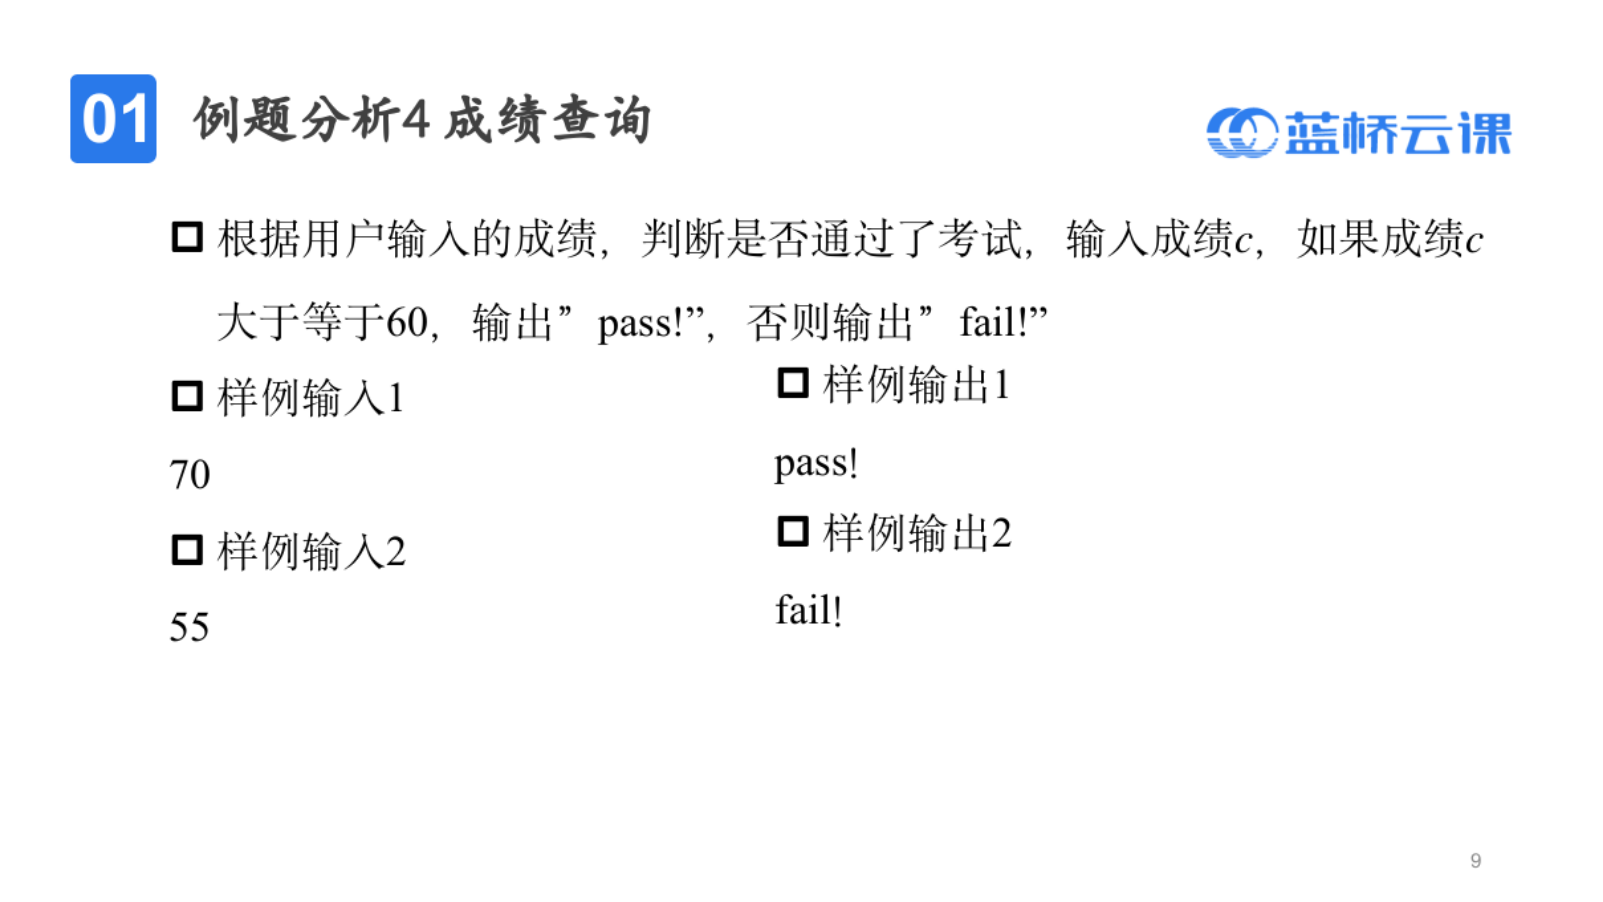 01
例题分析4 成绩查询
蓝桥云课
根据用户输入的成绩，判断是否通过了考试，输入成绩c，如果成绩c
大于等于60，输出”pass!”，否则输出”fail!”
样例输入1
70
样例输入2
55
样例输出1
pass!
样例输出2
fail!
9